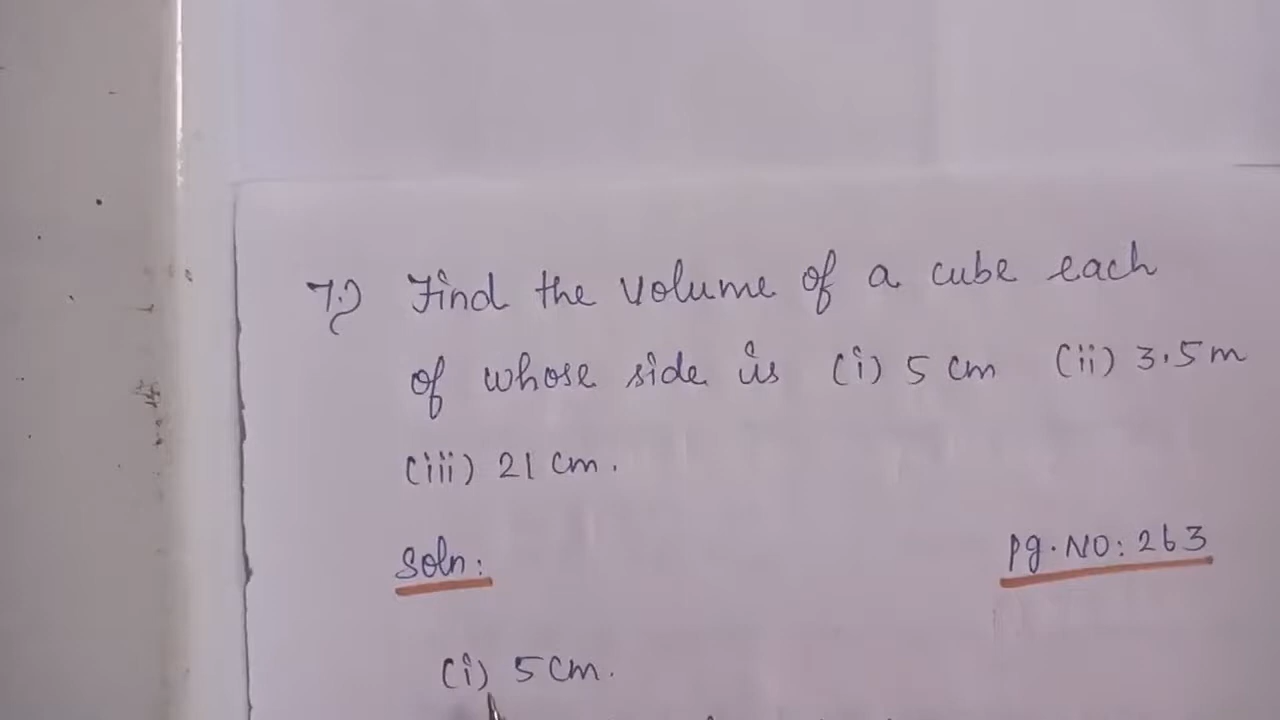 7.) Find the volume of a cube each
of whose side is (i) 5 cm (ii) 3.5 m
(iii) 21 cm.
Soln:
Pg.No: 263
(i) 5 cm.